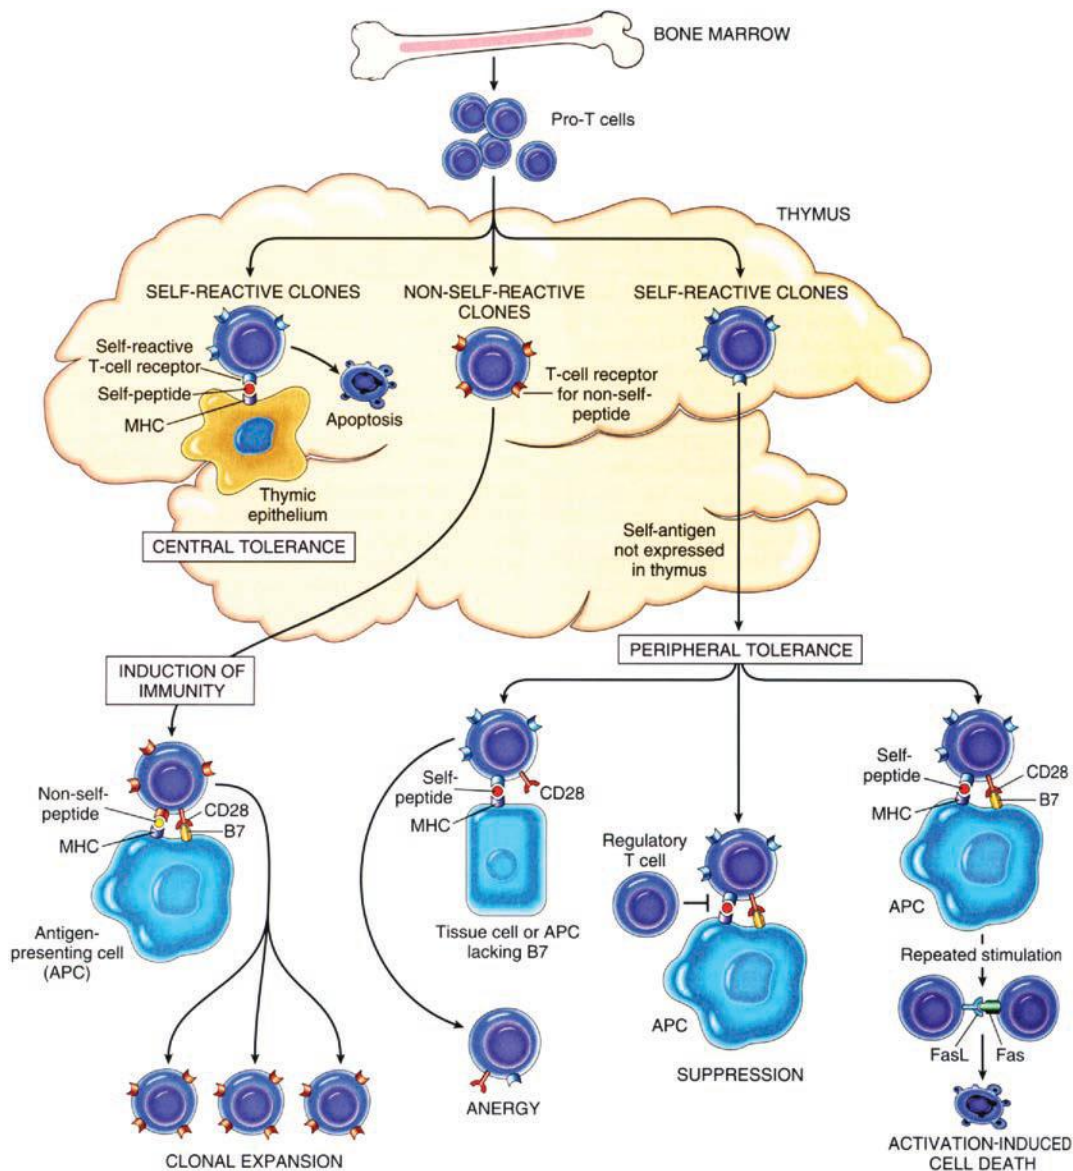 BONE MARROW
Pro-T cells
THYMUS
SELF-REACTIVE CLONES
NON-SELF-REACTIVE
CLONES
SELF-REACTIVE CLONES
Self-reactive
T-cell receptor
Self-peptide
MHC
Apoptosis
T-cell receptor
for non-self-
peptide
Thymic
epithelium
CENTRAL TOLERANCE
Self-antigen
not expressed
in thymus
INDUCTION OF
IMMUNITY
PERIPHERAL TOLERANCE
Non-self-
peptide
MHC
CD28
B7
Antigen-
presenting cell
(APC)
CLONAL EXPANSION
Self-
peptide
MHC
CD28
Tissue cell or APC
lacking B7
ANERGY
Regulatory
T cell
APC
SUPPRESSION
Self-
peptide
MHC
CD28
B7
APC
Repeated stimulation
FasL
Fas
ACTIVATION-INDUCED
CELL DEATH